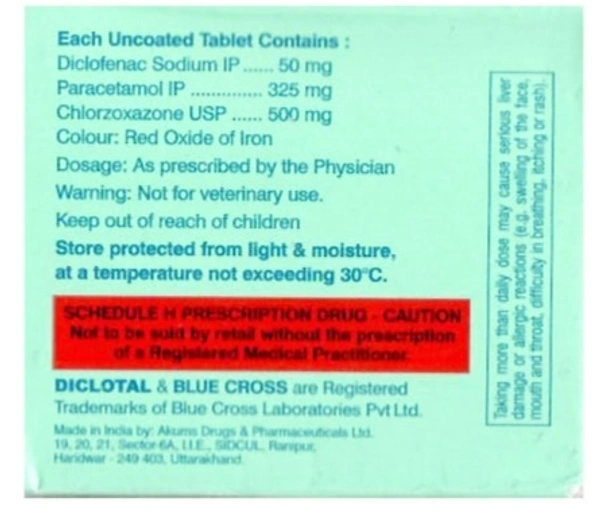 Each Uncoated Tablet Contains :
Diclofenac Sodium IP ...... 50 mg
Paracetamol IP .............. 325 mg
Chlorzoxazone USP ...... 500 mg
Colour: Red Oxide of Iron
Dosage: As prescribed by the Physician
Warning: Not for veterinary use.
Keep out of reach of children
Store protected from light & moisture,
at a temperature not exceeding 30°C.
SCHEDULE H PRESCRIPTION DRUG - CAUTION
Not to be sold by retail without the prescription
of a Registered Medical Practitioner.
DICLOTAL & BLUE CROSS are Registered
Trademarks of Blue Cross Laboratories Pvt Ltd.
Made in India by: Akums Drugs & Pharmaceuticals Ltd.
19, 20, 21, Sector-6A, I.I.E., SIDCUL, Ranipur,
Haridwar - 249 403, Uttarakhand.
Taking more than daily dose may cause serious liver
damage or allergic reactions (e.g. swelling of the face,
mouth and throat, difficulty in breathing, itching or rash).